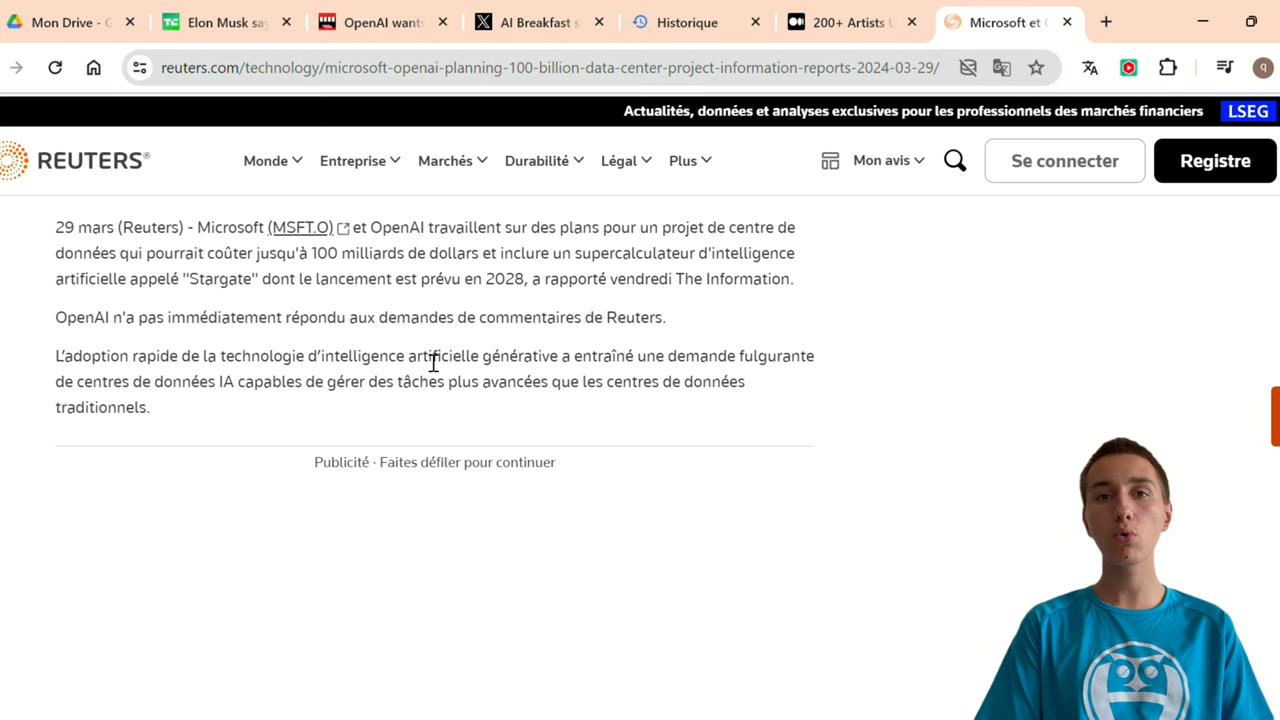 Mon Drive - G
Elon Musk say
OpenAI wants
AI Breakfast s
Historique
200+ Artists U
Microsoft et O
reuters.com/technology/microsoft-openai-planning-100-billion-data-center-project-information-reports-2024-03-29/
q
Actualités, données et analyses exclusives pour les professionnels des marchés financiers
LSEG
REUTERS®
Monde
Entreprise
Marchés
Durabilité
Légal
Plus
Mon avis
Se connecter
Registre
29 mars (Reuters) - Microsoft (MSFT.O) et OpenAI travaillent sur des plans pour un projet de centre de
données qui pourrait coûter jusqu'à 100 milliards de dollars et inclure un supercalculateur d'intelligence
artificielle appelé "Stargate" dont le lancement est prévu en 2028, a rapporté vendredi The Information.
OpenAI n'a pas immédiatement répondu aux demandes de commentaires de Reuters.
L’adoption rapide de la technologie d’intelligence artificielle générative a entraîné une demande fulgurante
de centres de données IA capables de gérer des tâches plus avancées que les centres de données
traditionnels.
Publicité · Faites défiler pour continuer